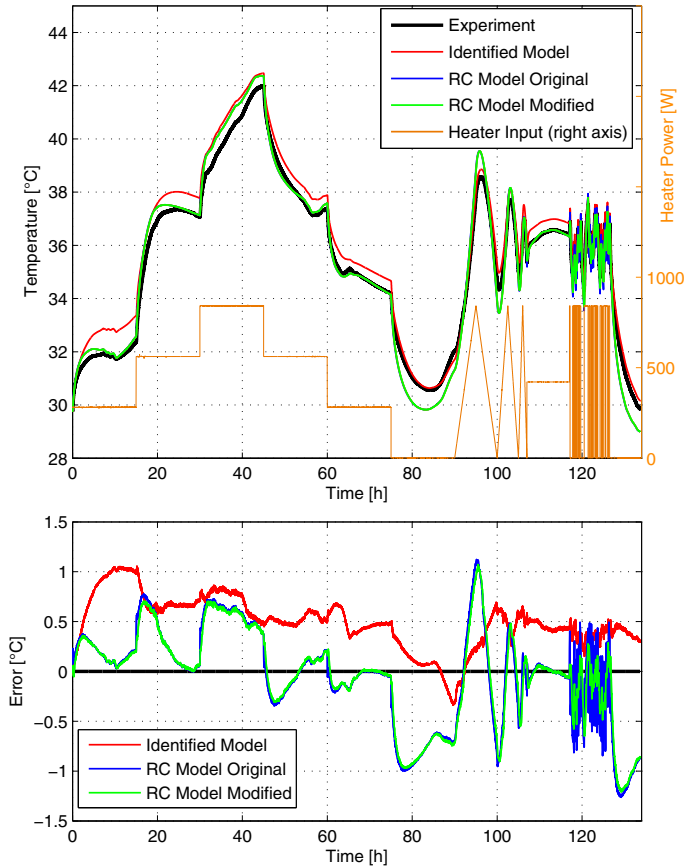 Experiment
Identified Model
RC Model Original
RC Model Modified
Heater Input (right axis)
Temperature [°C]
44
42
40
38
36
34
32
30
28
Heater Power [W]
1000
500
0
0
20
40
60
80
100
120
Time [h]
Error [°C]
1.5
1
0.5
0
−0.5
−1
−1.5
Identified Model
RC Model Original
RC Model Modified
0
20
40
60
80
100
120
Time [h]